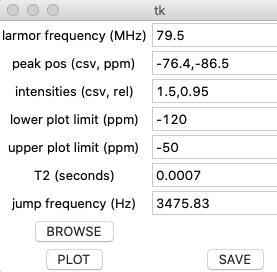 tk
larmor frequency (MHz) 79.5
peak pos (csv, ppm) -76.4,-86.5
intensities (csv, rel) 1.5,0.95
lower plot limit (ppm) -120
upper plot limit (ppm) -50
T2 (seconds) 0.0007
jump frequency (Hz) 3475.83
BROWSE
PLOT SAVE